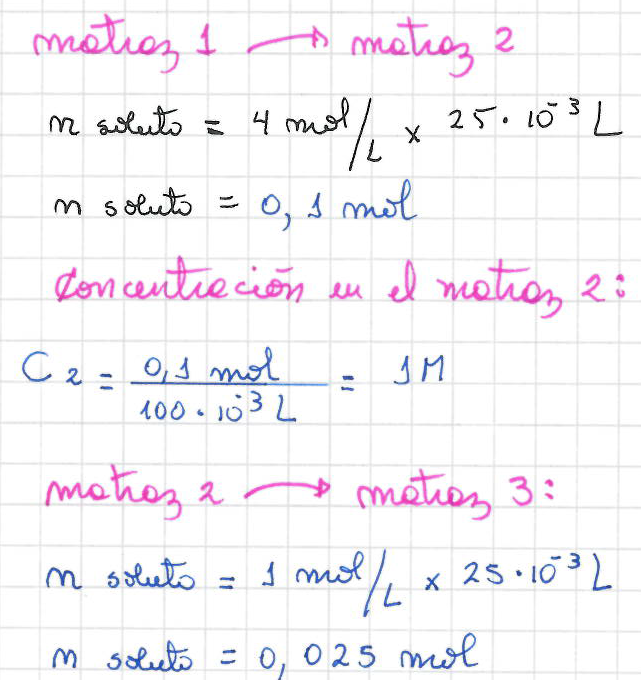 matraz 1 → matraz 2
n soluto = 4 mol/L x 25·10⁻³ L
n soluto = 0,1 mol
Concentración en el matraz 2:
C₂ = 0,1 mol / 100·10⁻³ L = 1M
matraz 2 → matraz 3:
n soluto = 1 mol/L x 25·10⁻³ L
n soluto = 0,025 mol